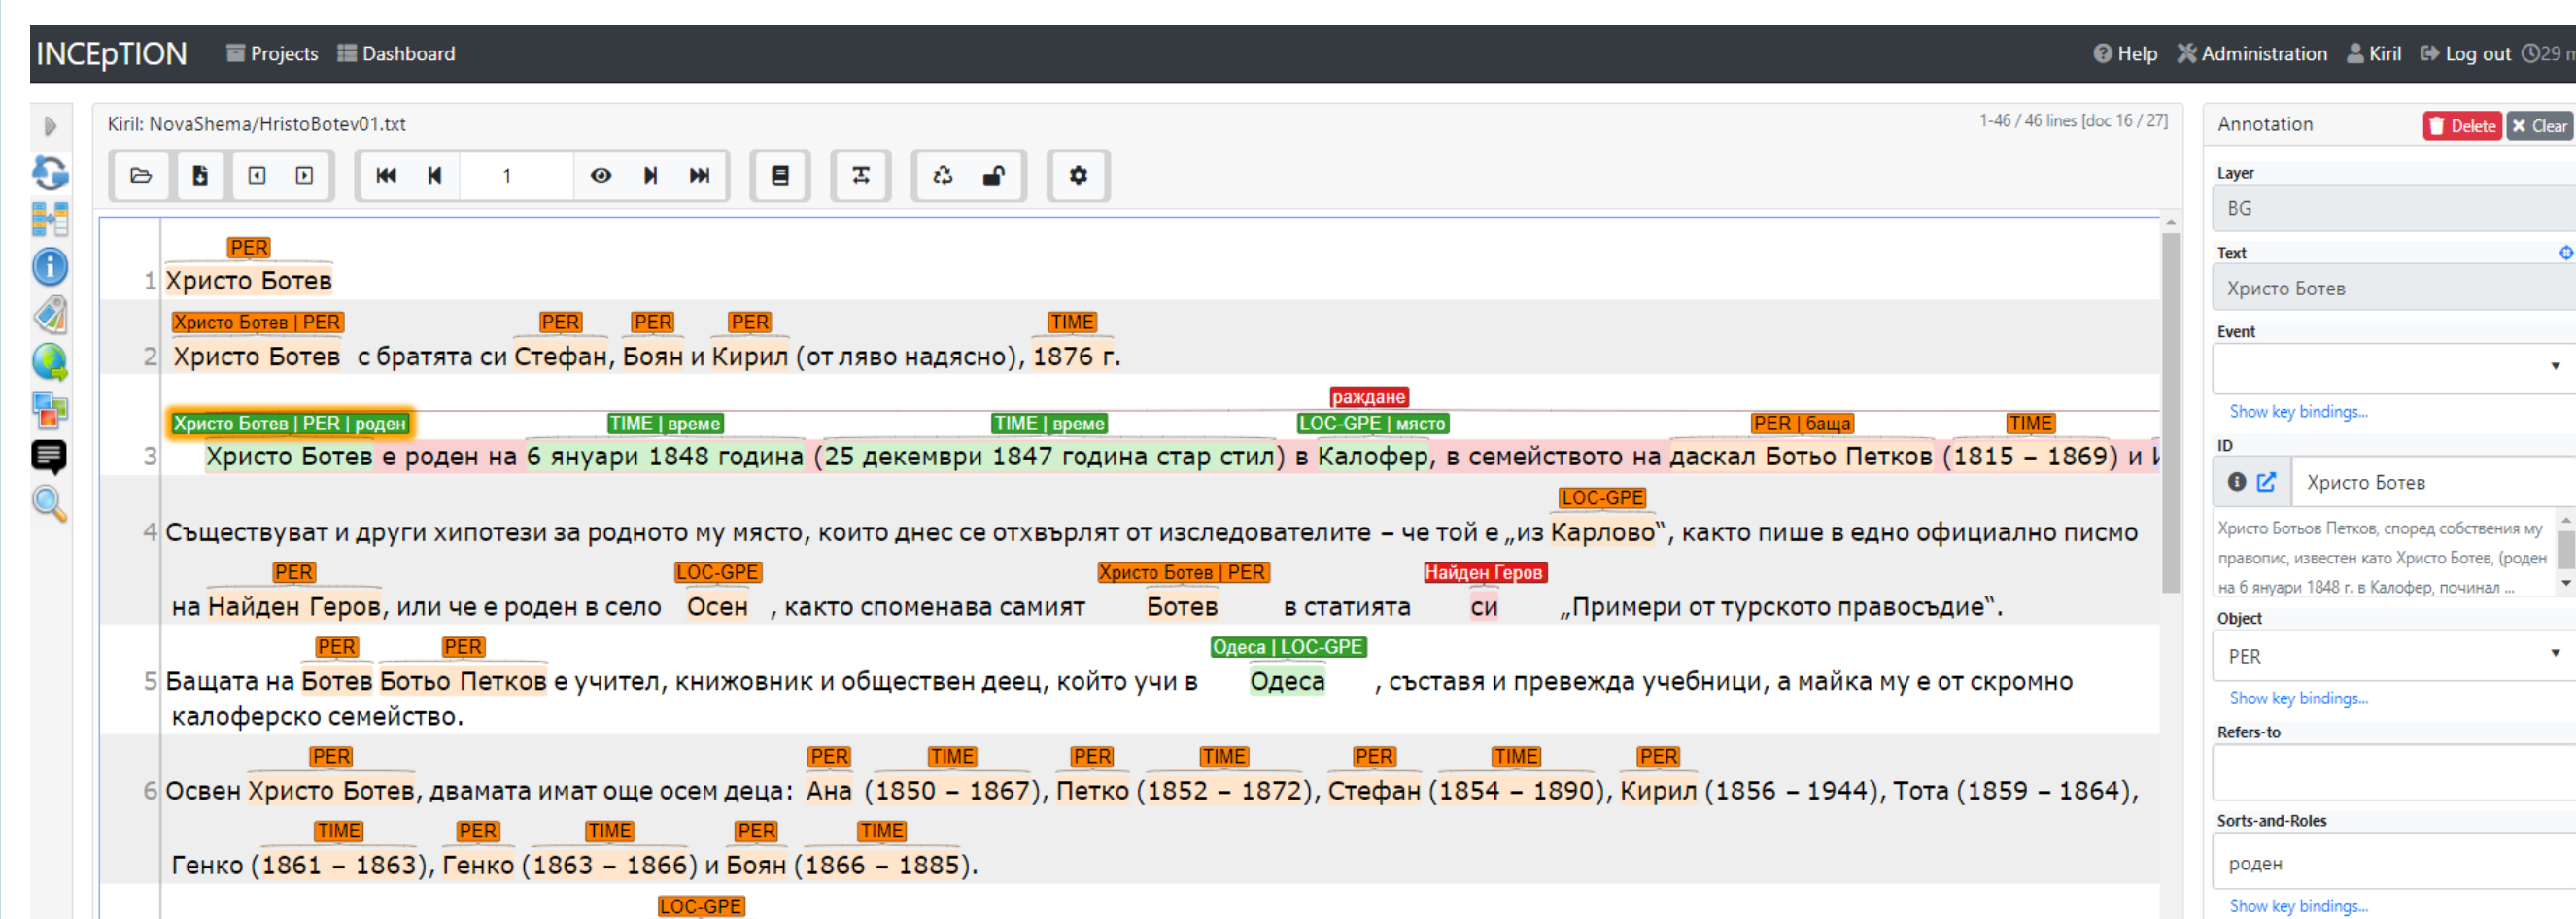 INCEpTION Projects Dashboard Help Administration Kiril Log out 29 m
Kiril: NovaShema/HristoBotev01.txt 1-46 / 46 lines [doc 16 / 27]
1
PER
1 Христо Ботев
Христо Ботев | PER PER PER PER TIME
2 Христо Ботев с братята си Стефан, Боян и Кирил (от ляво надясно), 1876 г.
раждане
Христо Ботев | PER | роден TIME | време TIME | време LOC-GPE | място PER | баща TIME
3 Христо Ботев е роден на 6 януари 1848 година (25 декември 1847 година стар стил) в Калофер, в семейството на даскал Ботьо Петков (1815 – 1869) и
LOC-GPE
4 Съществуват и други хипотези за родното му място, които днес се отхвърлят от изследователите – че той е „из Карлово“, както пише в едно официално писмо
PER LOC-GPE Христо Ботев | PER Найден Геров
на Найден Геров, или че е роден в село Осен , както споменава самият Ботев в статията си „Примери от турското правосъдие“.
PER PER Одеса | LOC-GPE
5 Бащата на Ботев Ботьо Петков е учител, книжовник и обществен деец, който учи в Одеса , съставя и превежда учебници, а майка му е от скромно
калоферско семейство.
PER PER TIME PER TIME PER TIME PER
6 Освен Христо Ботев, двамата имат още осем деца: Ана (1850 – 1867), Петко (1852 – 1872), Стефан (1854 – 1890), Кирил (1856 – 1944), Тота (1859 – 1864),
TIME PER TIME PER TIME
Генко (1861 – 1863), Генко (1863 – 1866) и Боян (1866 – 1885).
LOC-GPE
Annotation Delete Clear
Layer
BG
Text
Христо Ботев
Event
Show key bindings...
ID
Христо Ботев
Христо Ботьов Петков, според собствения му
правопис, известен като Христо Ботев, (роден
на 6 януари 1848 г. в Калофер, починал ...
Object
PER
Show key bindings...
Refers-to
Sorts-and-Roles
роден
Show key bindings...